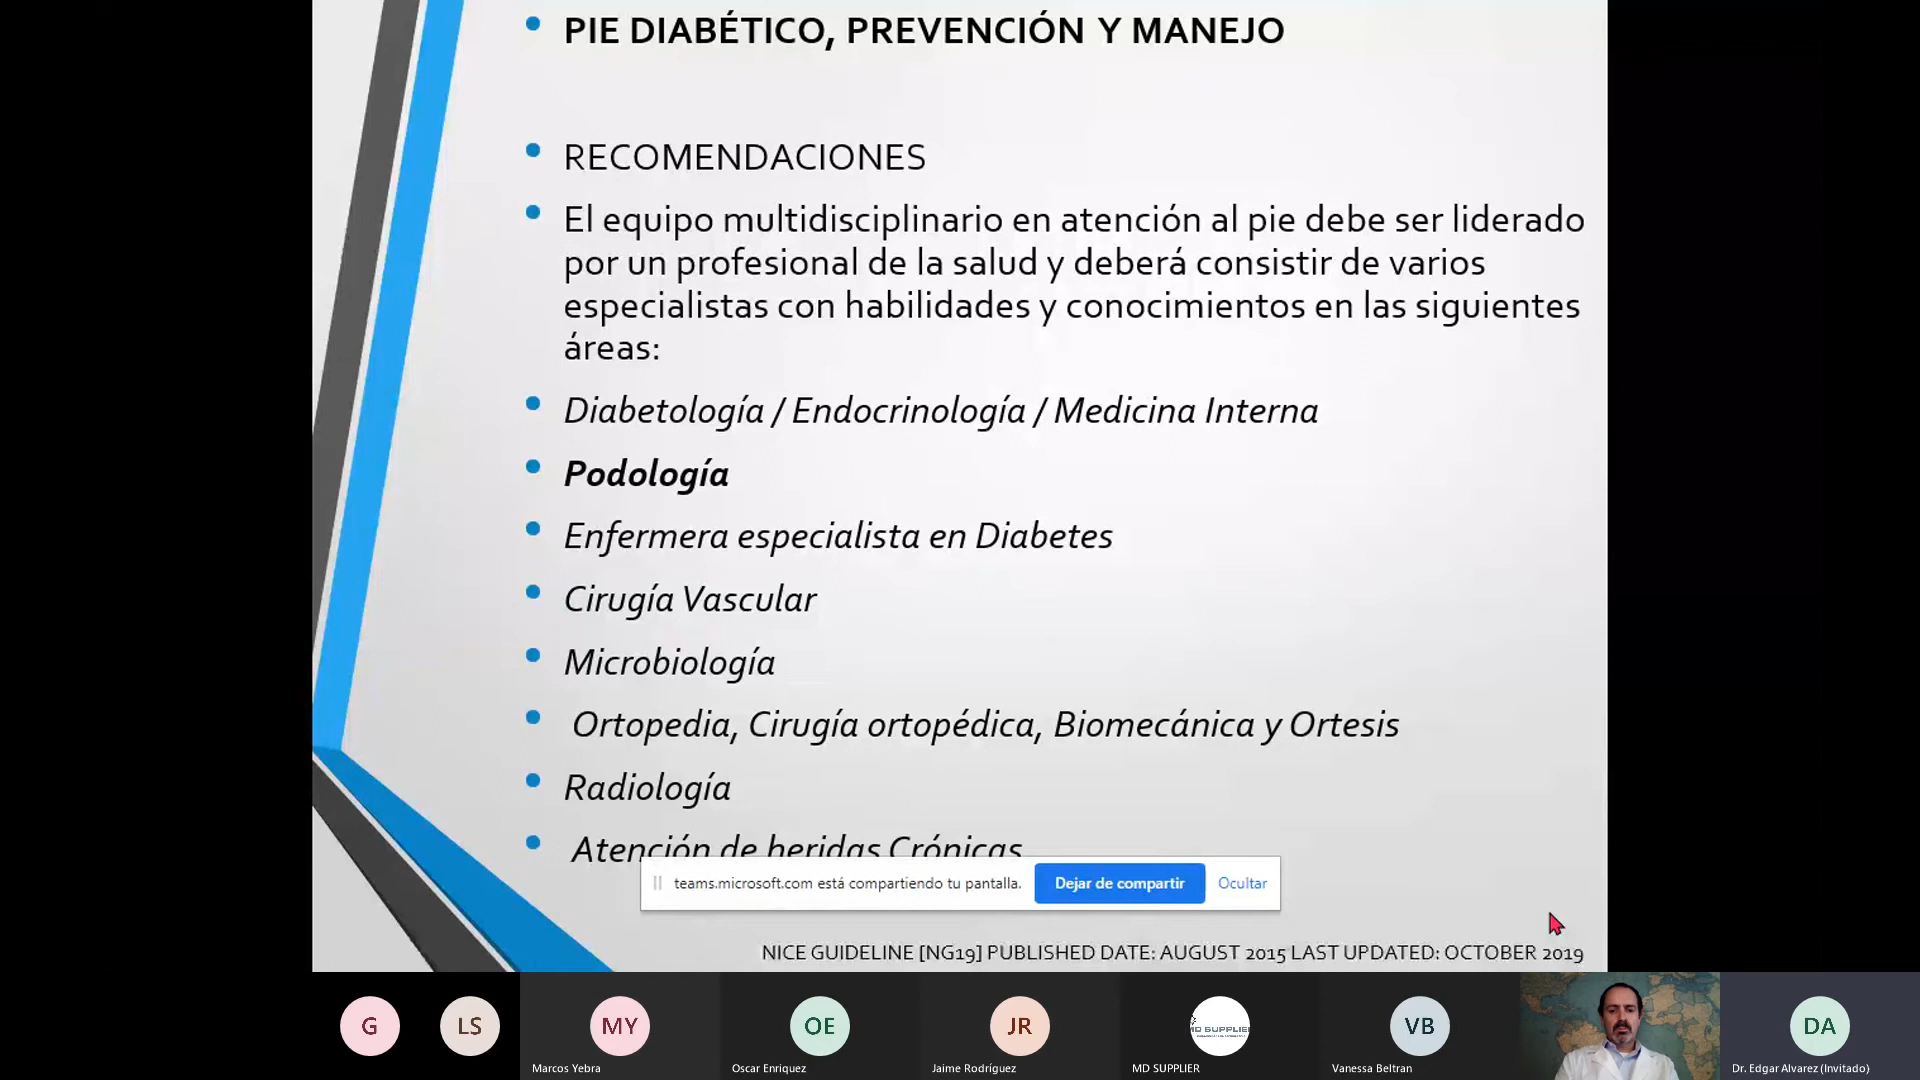 PIE DIABÉTICO, PREVENCIÓN Y MANEJO
RECOMENDACIONES
El equipo multidisciplinario en atención al pie debe ser liderado
por un profesional de la salud y deberá consistir de varios
especialistas con habilidades y conocimientos en las siguientes
áreas:
Diabetología / Endocrinología / Medicina Interna
Podología
Enfermera especialista en Diabetes
Cirugía Vascular
Microbiología
Ortopedia, Cirugía ortopédica, Biomecánica y Ortesis
Radiología
Atención de heridas Crónicas
teams.microsoft.com está compartiendo tu pantalla.
Dejar de compartir
Ocultar
NICE GUIDELINE [NG19] PUBLISHED DATE: AUGUST 2015 LAST UPDATED: OCTOBER 2019
G
LS
MY
OE
JR
MD SUPPLIER
VB
DA
Marcos Yebra
Oscar Enriquez
Jaime Rodríguez
MD SUPPLIER
Vanessa Beltran
Dr. Edgar Alvarez (Invitado)